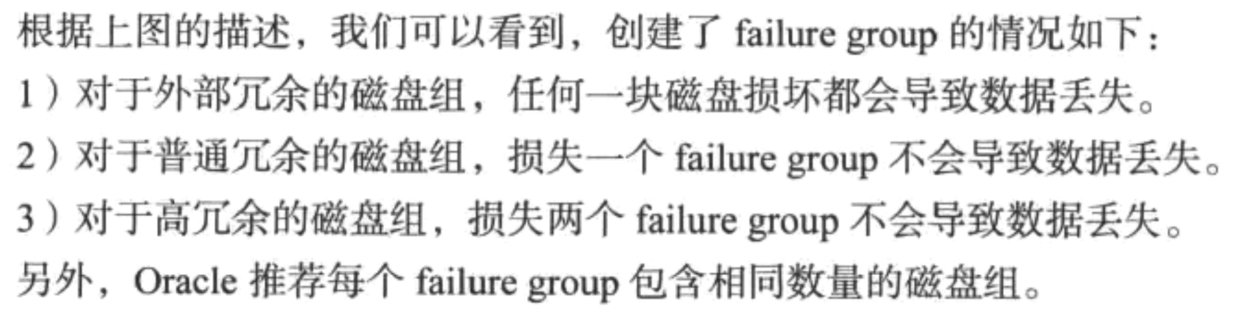 根据上图的描述，我们可以看到，创建了 failure group 的情况如下：
1）对于外部冗余的磁盘组，任何一块磁盘损坏都会导致数据丢失。
2）对于普通冗余的磁盘组，损失一个 failure group 不会导致数据丢失。
3）对于高冗余的磁盘组，损失两个 failure group 不会导致数据丢失。
另外，Oracle 推荐每个 failure group 包含相同数量的磁盘组。